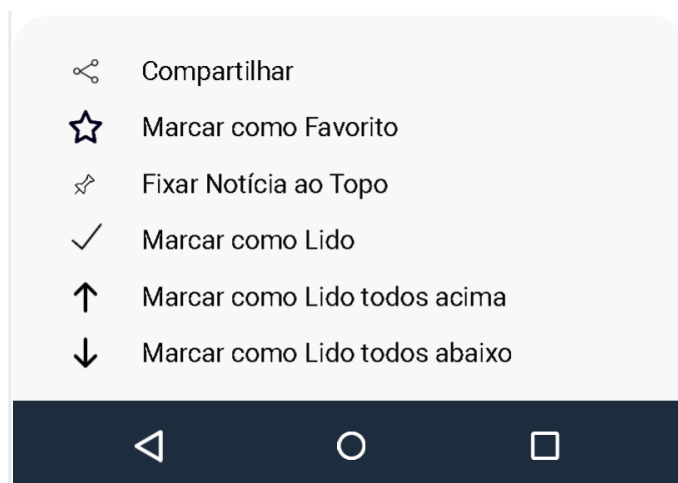 Compartilhar
Marcar como Favorito
Fixar Notícia ao Topo
Marcar como Lido
Marcar como Lido todos acima
Marcar como Lido todos abaixo